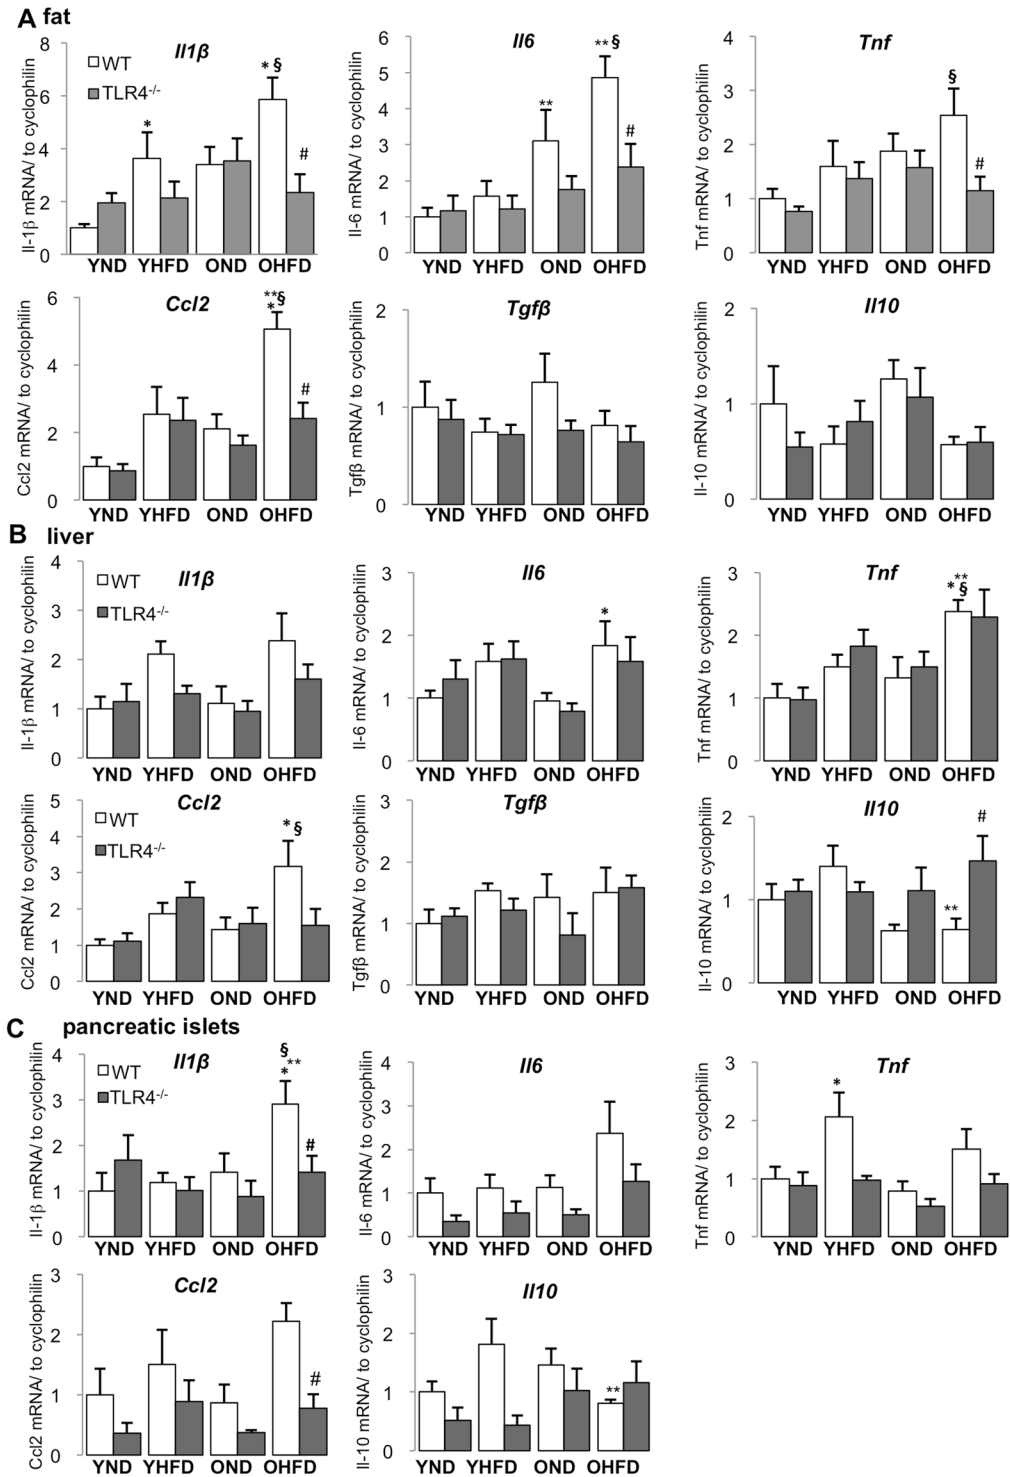 A fat
Il1β
Il-1β mRNA/ to cyclophilin
8
6
4
2
0
WT
TLR4-/-
*
* §
#
YND YHFD OND OHFD
Il6
Il-6 mRNA/ to cyclophilin
6
5
4
3
2
1
0
**
** §
#
YND YHFD OND OHFD
Tnf
Tnf mRNA/ to cyclophilin
4
3
2
1
0
§
#
YND YHFD OND OHFD
Ccl2
Ccl2 mRNA/ to cyclophilin
6
4
2
0
**§
*
#
YND YHFD OND OHFD
Tgfβ
Tgfβ mRNA/ to cyclophilin
2
1
0
YND YHFD OND OHFD
Il10
Il-10 mRNA/ to cyclophilin
2
1
0
YND YHFD OND OHFD
B liver
Il1β
Il-1β mRNA/ to cyclophilin
4
3
2
1
0
WT
TLR4-/-
YND YHFD OND OHFD
Il6
Il-6 mRNA/ to cyclophilin
3
2
1
0
*
YND YHFD OND OHFD
Tnf
Tnf mRNA/ to cyclophilin
3
2
1
0
**
* §
YND YHFD OND OHFD
Ccl2
Ccl2 mRNA/ to cyclophilin
5
4
3
2
1
0
WT
TLR4-/-
* §
YND YHFD OND OHFD
Tgfβ
Tgfβ mRNA/ to cyclophilin
3
2
1
0
YND YHFD OND OHFD
Il10
Il-10 mRNA/ to cyclophilin
2
1
0
**
#
YND YHFD OND OHFD
C pancreatic islets
Il1β
Il-1β mRNA/ to cyclophilin
4
3
2
1
0
WT
TLR4-/-
§
* **
#
YND YHFD OND OHFD
Il6
Il-6 mRNA/ to cyclophilin
4
3
2
1
0
YND YHFD OND OHFD
Tnf
Tnf mRNA/ to cyclophilin
3
2
1
0
*
YND YHFD OND OHFD
Ccl2
Ccl2 mRNA/ to cyclophilin
3
2
1
0
#
YND YHFD OND OHFD
Il10
Il-10 mRNA/ to cyclophilin
3
2
1
0
**
YND YHFD OND OHFD